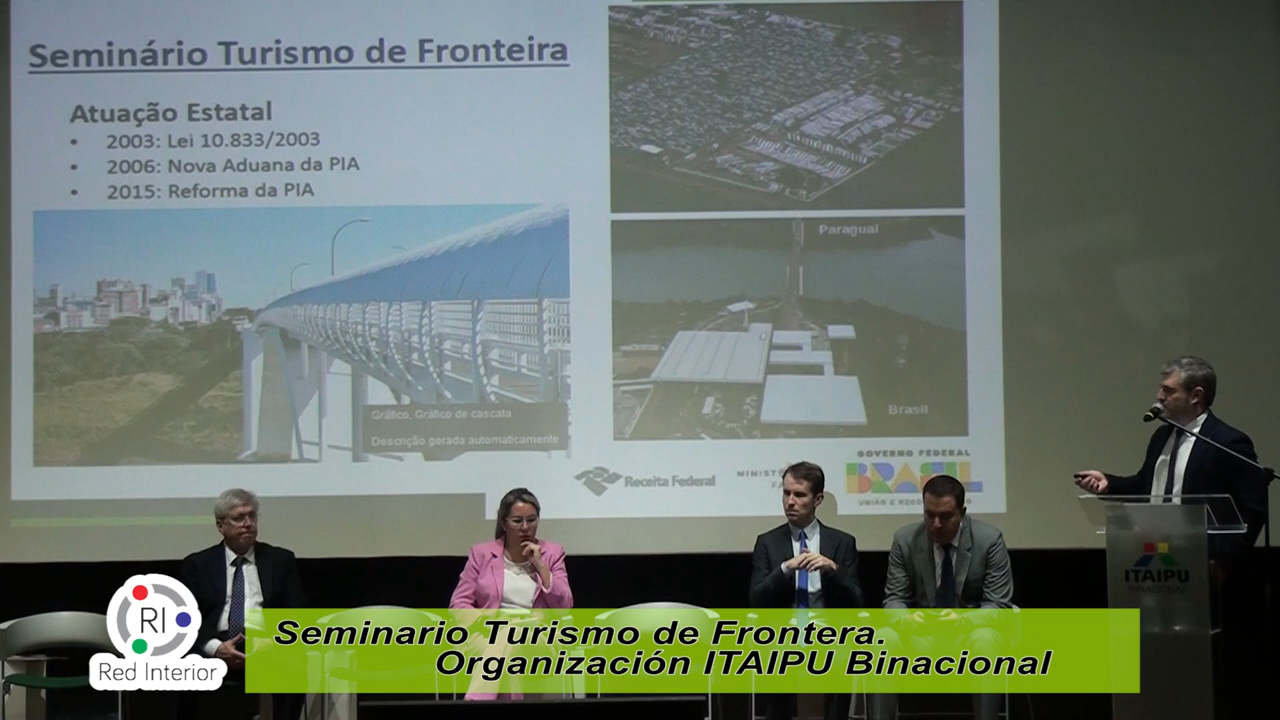 Seminário Turismo de Fronteira
Atuação Estatal
• 2003: Lei 10.833/2003
• 2006: Nova Aduana da PIA
• 2015: Reforma da PIA
Gráfico, Gráfico de cascata
Descrição gerada automaticamente
Paraguai
Brasil
Receita Federal
GOVERNO FEDERAL
BRASIL
UNIÃO E
ITAIPU
BINACIONAL
RI
Red Interior
Seminario Turismo de Frontera.
Organización ITAIPU Binacional